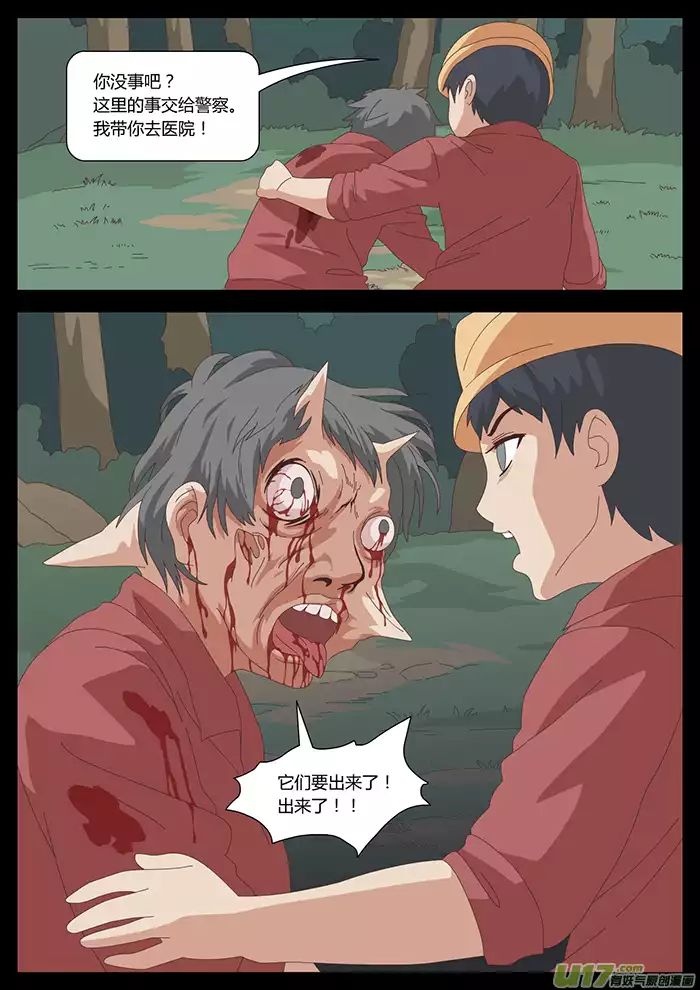 你没事吧？
这里的事交给警察。
我带你去医院！
它们要出来了！
出来了！！
U17.com
有妖气原创漫画